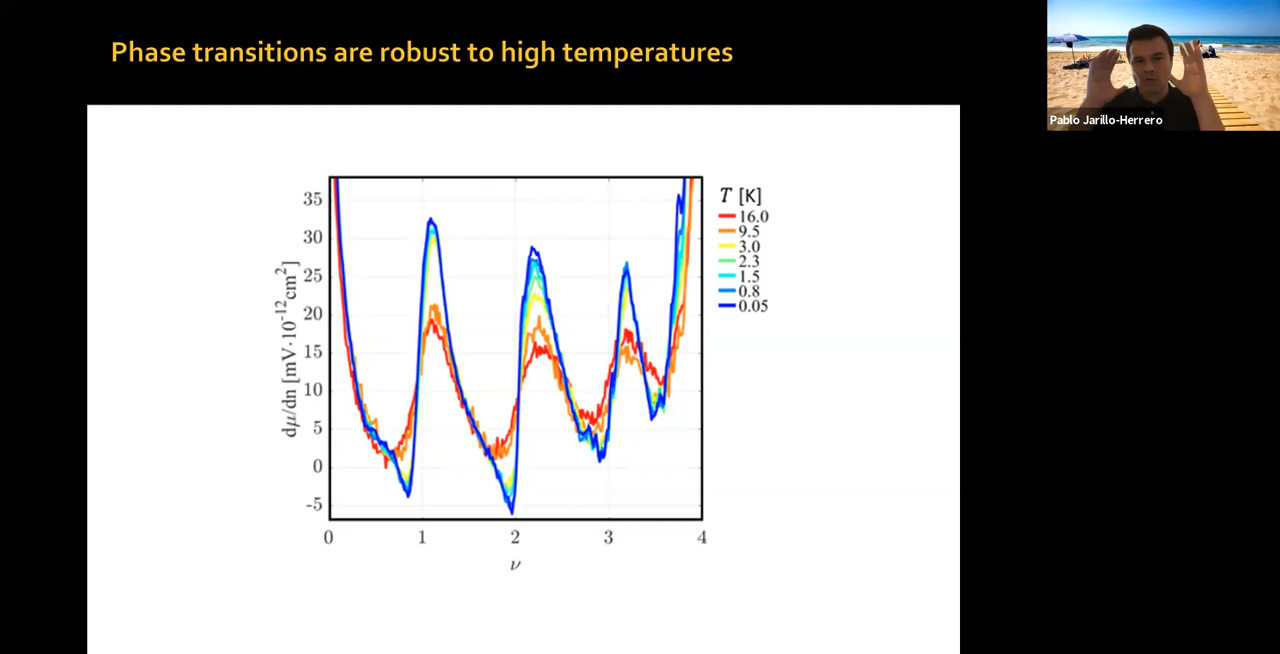 Phase transitions are robust to high temperatures
Pablo Jarillo-Herrero
dμ/dn [mV·10⁻¹²cm²]
35
30
25
20
15
10
5
0
-5
0 1 2 3 4
ν
T [K]
16.0
9.5
3.0
2.3
1.5
0.8
0.05